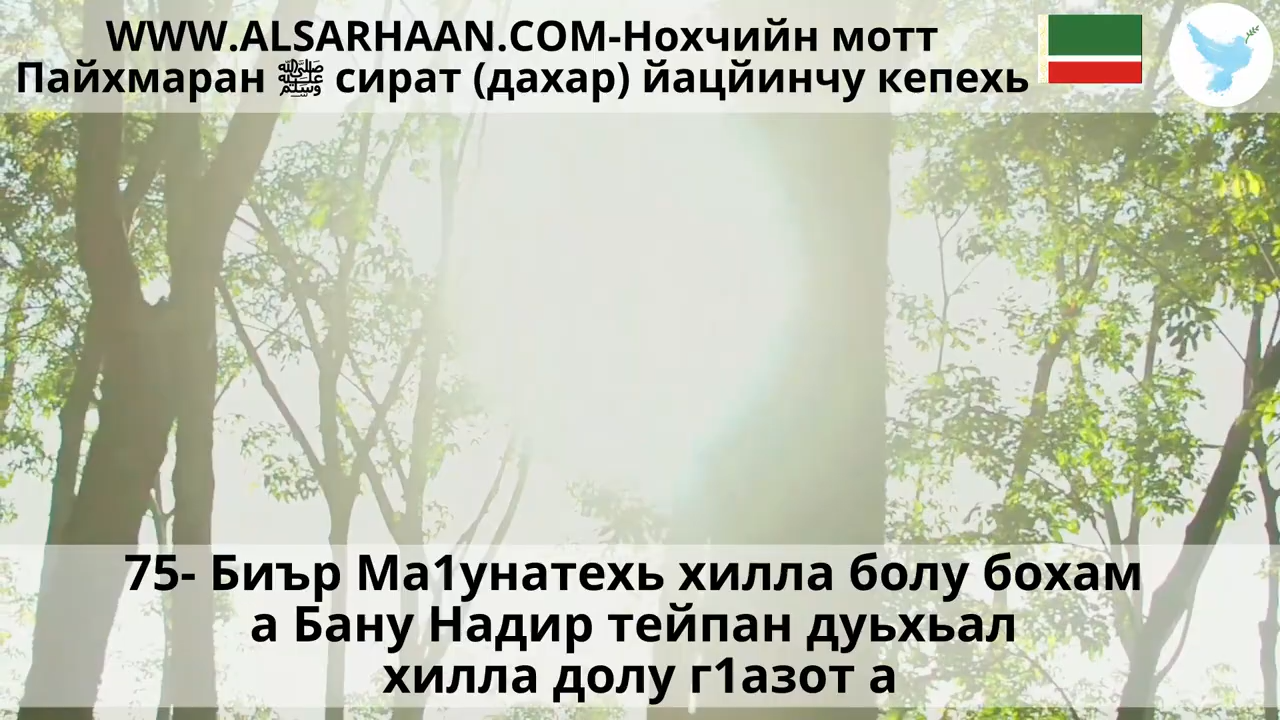 WWW.ALSARHAAN.COM-Нохчийн мотт
Пайхмаран ﷺ сират (дахар) йацйинчу кепехь
75- Биър Ма1унатехь хилла болу бохам
а Бану Надир тейпан дуьхьал
хилла долу г1азот а